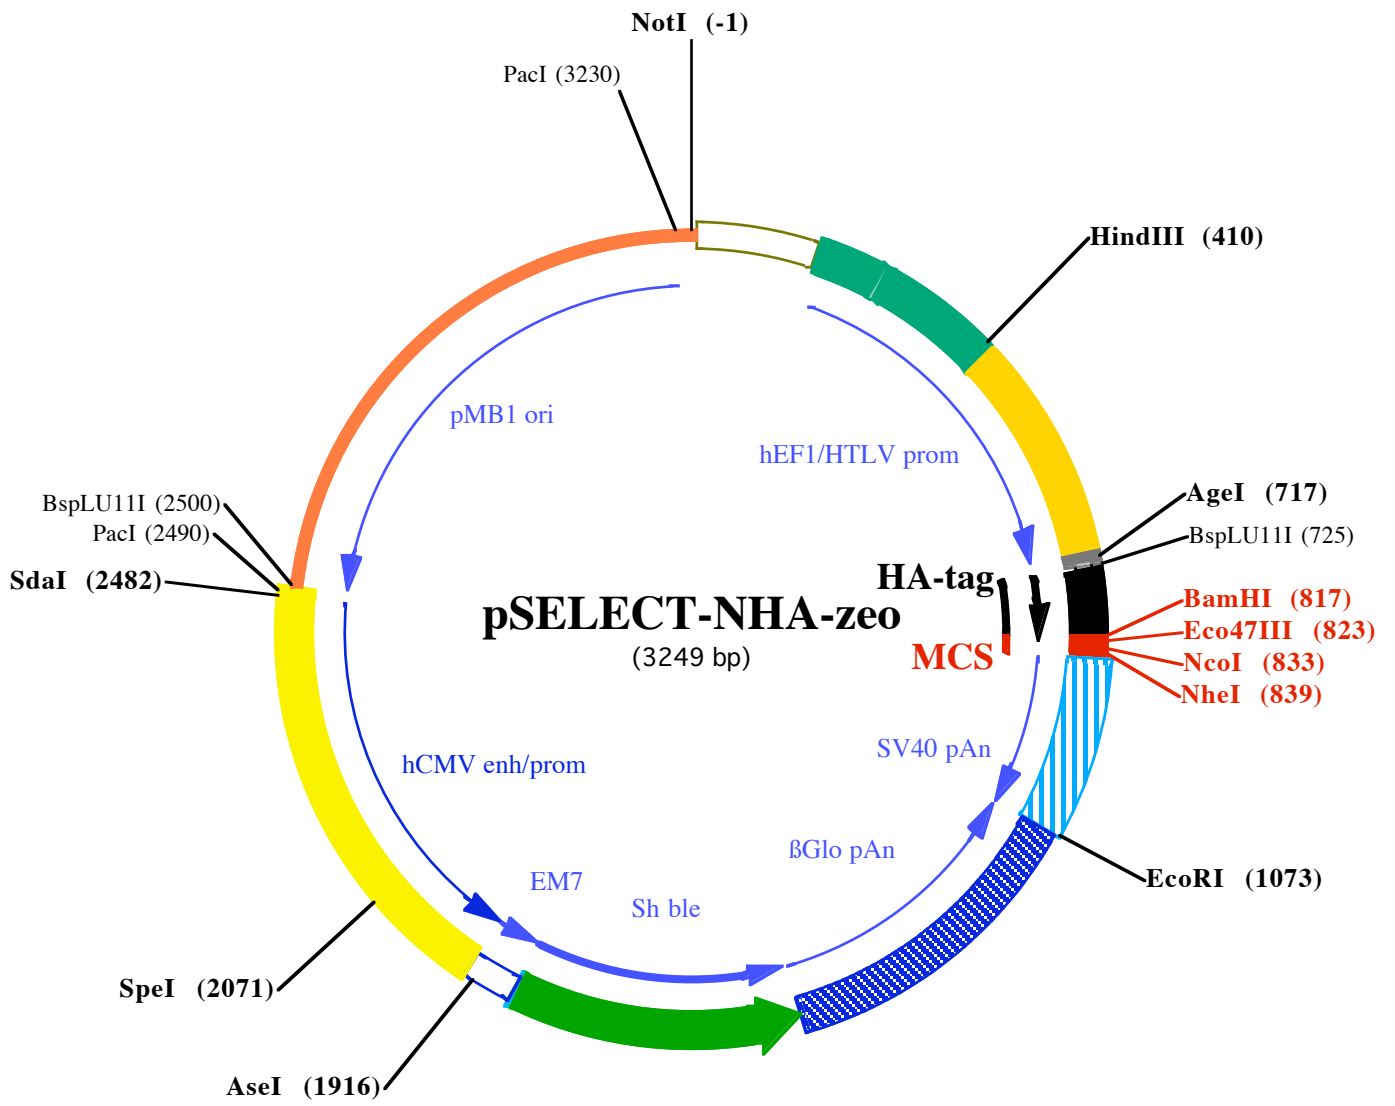 NotI (-1)
PacI (3230)
HindIII (410)
pMB1 ori
hEF1/HTLV prom
AgeI (717)
BspLU11I (2500)
PacI (2490)
BspLU11I (725)
SdaI (2482)
HA-tag
BamHI (817)
pSELECT-NHA-zeo
Eco47III (823)
(3249 bp)
MCS
NcoI (833)
NheI (839)
SV40 pAn
hCMV enh/prom
ßGlo pAn
EcoRI (1073)
EM7
Sh ble
SpeI (2071)
AseI (1916)